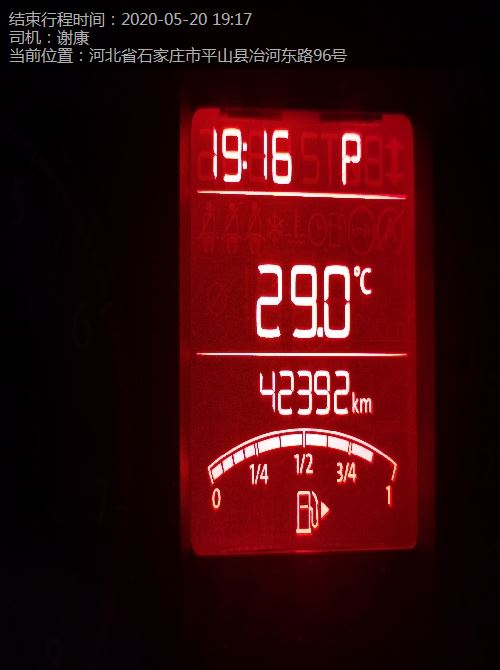 结束行程时间：2020-05-20 19:17
司机：谢康
当前位置：河北省石家庄市平山县冶河东路96号
19:16 P
29.0°C
42392km
1/4 1/2 3/4
0 1